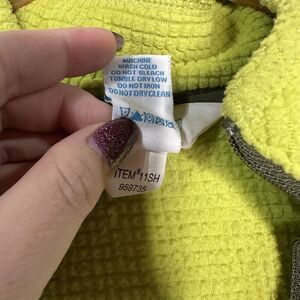 MACHINE
WASH COLD
DO NOT BLEACH
TUMBLE DRY LOW
DO NOT IRON
DO NOT DRYCLEAN
ITEM#11SH
959735